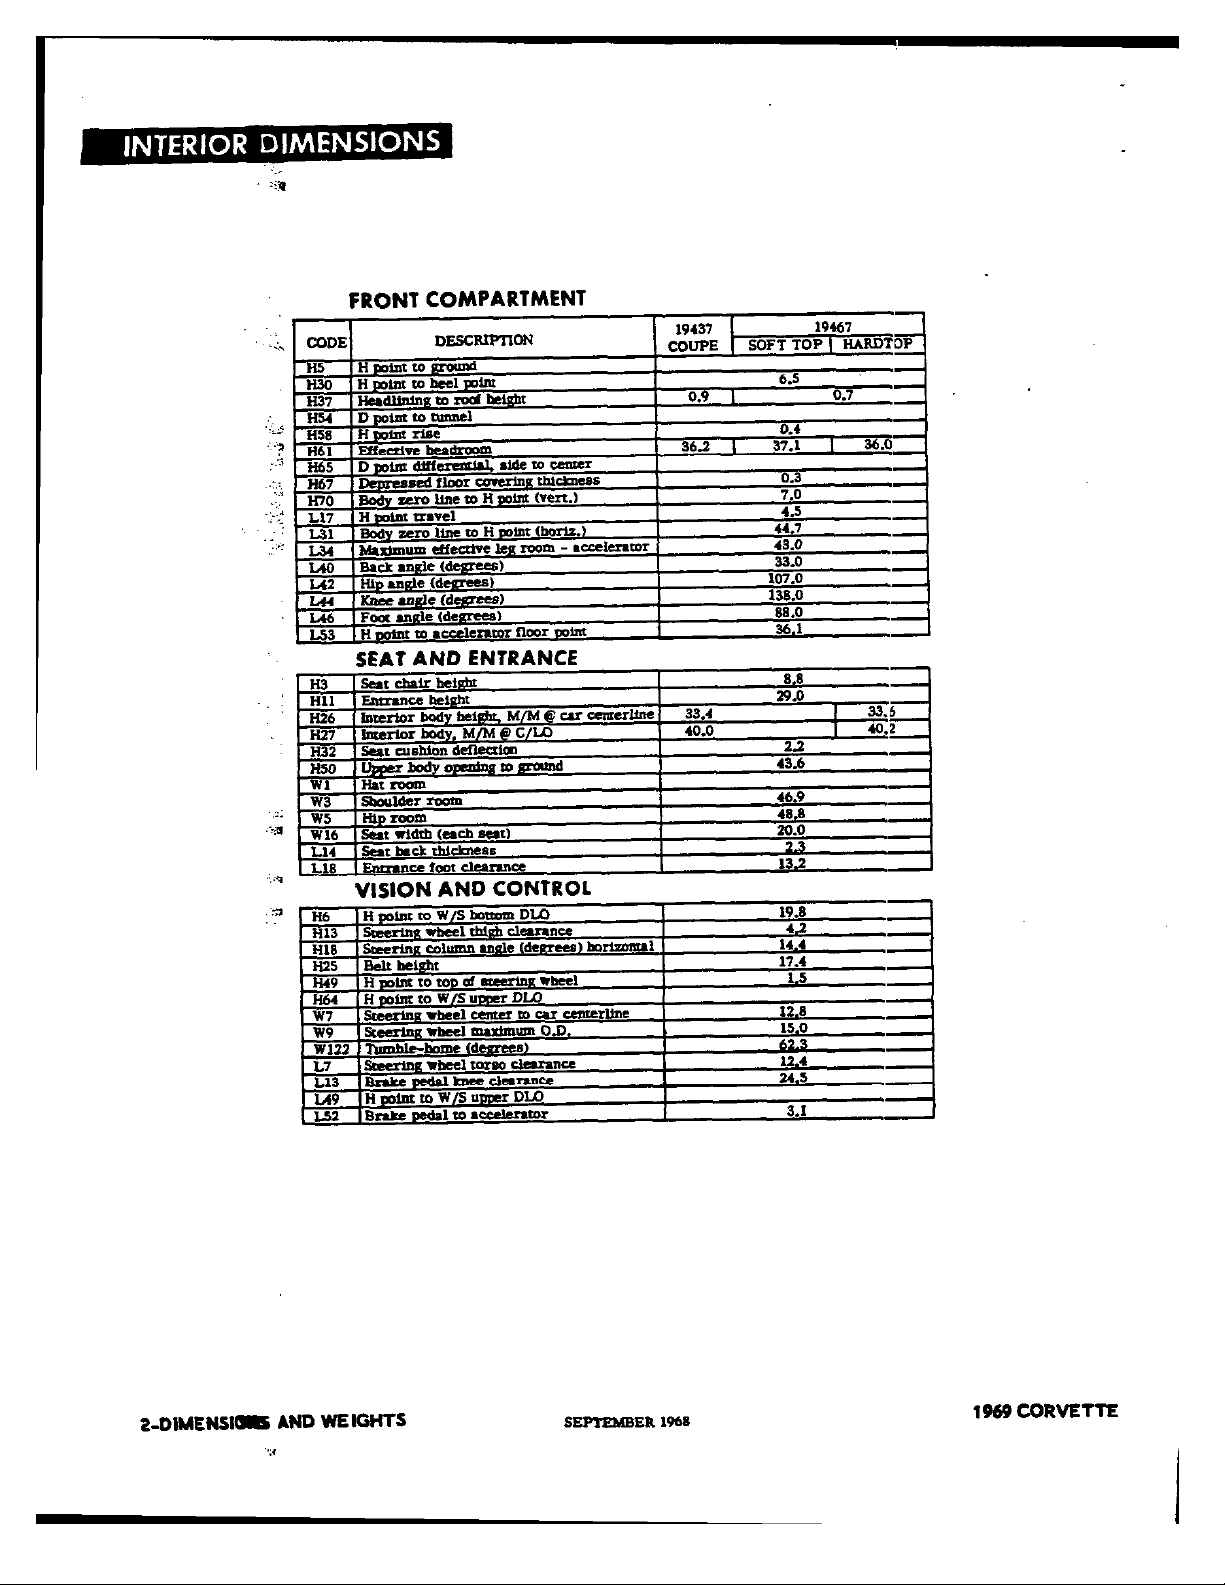 INTERIOR DIMENSIONS
FRONT COMPARTMENT
CODE DESCRIPTION 19437 COUPE 19467 SOFT TOP HARDTOP
H5 H point to ground
H30 H point to heel point 6.5
H37 Headlining to roof height 0.9 0.7
H54 D point to tunnel
H58 H point rise 0.4
H61 Effective headroom 36.2 37.1 36.0
H65 D point differential, side to center
H67 Depressed floor covering thickness 0.3
H70 Body zero line to H point (vert.) 7.0
L17 H point travel 4.5
L31 Body zero line to H point (horiz.) 44.7
L34 Maximum effective leg room - accelerator 43.0
L40 Back angle (degrees) 33.0
L42 Hip angle (degrees) 107.0
L44 Knee angle (degrees) 138.0
L46 Foot angle (degrees) 88.0
L53 H point to accelerator floor point 36.1
SEAT AND ENTRANCE
H3 Seat chair height 8.8
H11 Entrance height 29.0
H26 Interior body height, M/M @ car centerline 33.4 33.5
H27 Interior body, M/M @ C/LO 40.0 40.2
H32 Seat cushion deflection 2.2
H50 Upper body opening to ground 43.6
W1 Hat room
W3 Shoulder room 46.9
W5 Hip room 48.8
W16 Seat width (each seat) 20.0
L14 Seat back thickness 2.3
L18 Entrance foot clearance 13.2
VISION AND CONTROL
H6 H point to W/S bottom DLO 19.8
H13 Steering wheel thigh clearance 4.2
H18 Steering column angle (degrees) horizontal 14.4
H25 Belt height 17.4
H49 H point to top of steering wheel 1.5
H64 H point to W/S upper DLO
W7 Steering wheel center to car centerline 12.8
W9 Steering wheel maximum O.D. 15.0
W122 Tumble-home (degrees) 62.3
L7 Steering wheel torso clearance 12.4
L13 Brake pedal knee clearance 24.5
L49 H point to W/S upper DLO
L52 Brake pedal to accelerator 3.1
2-DIMENSIONS AND WEIGHTS
SEPTEMBER 1968
1969 CORVETTE